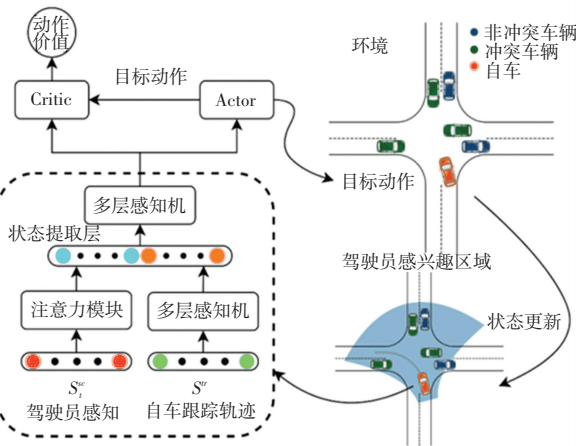 动作
价值
Critic
目标动作
Actor
环境
非冲突车辆
冲突车辆
自车
目标动作
多层感知机
状态提取层
注意力模块
多层感知机
S_t^{sc}
驾驶员感知
S^{tr}
自车跟踪轨迹
驾驶员感兴趣区域
状态更新